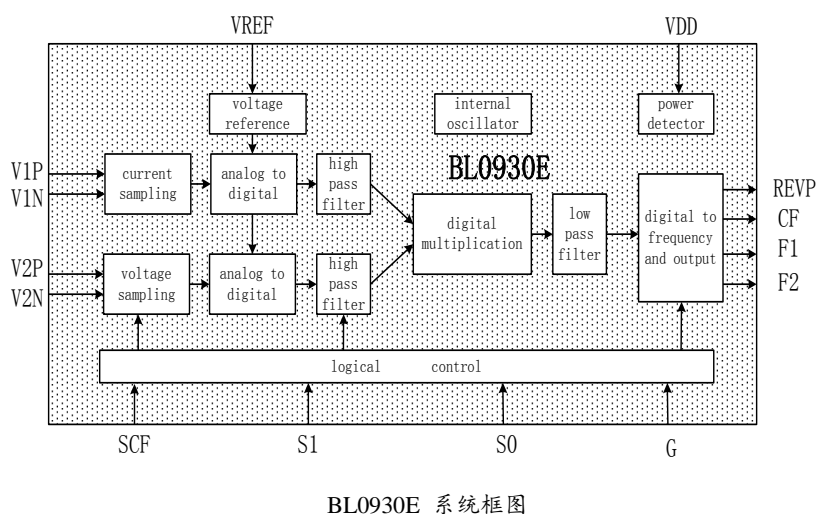 VREF
VDD
voltage
reference
internal
oscillator
power
detector
BL0930E
V1P
V1N
current
sampling
analog to
digital
high
pass
filter
digital
multiplication
low
pass
filter
digital to
frequency
and output
REVP
CF
F1
F2
V2P
V2N
voltage
sampling
analog to
digital
high
pass
filter
logical control
SCF
S1
S0
G
BL0930E 系统框图